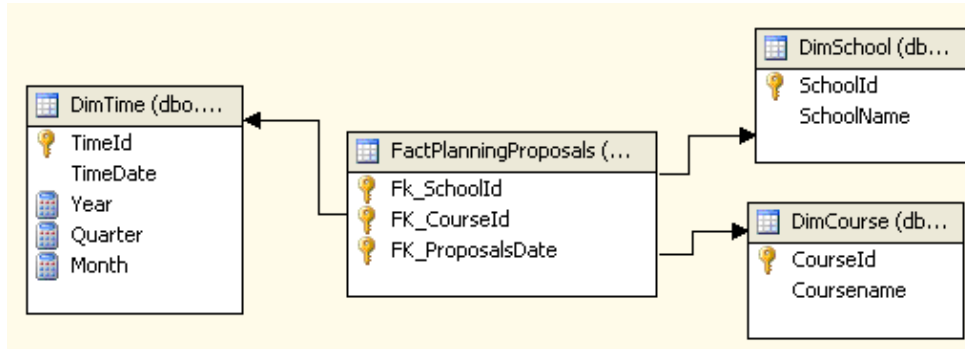 DimTime (dbo....
TimeId
TimeDate
Year
Quarter
Month
FactPlanningProposals (...
Fk_SchoolId
FK_CourseId
FK_ProposalsDate
DimSchool (db...
SchoolId
SchoolName
DimCourse (db...
CourseId
Coursename